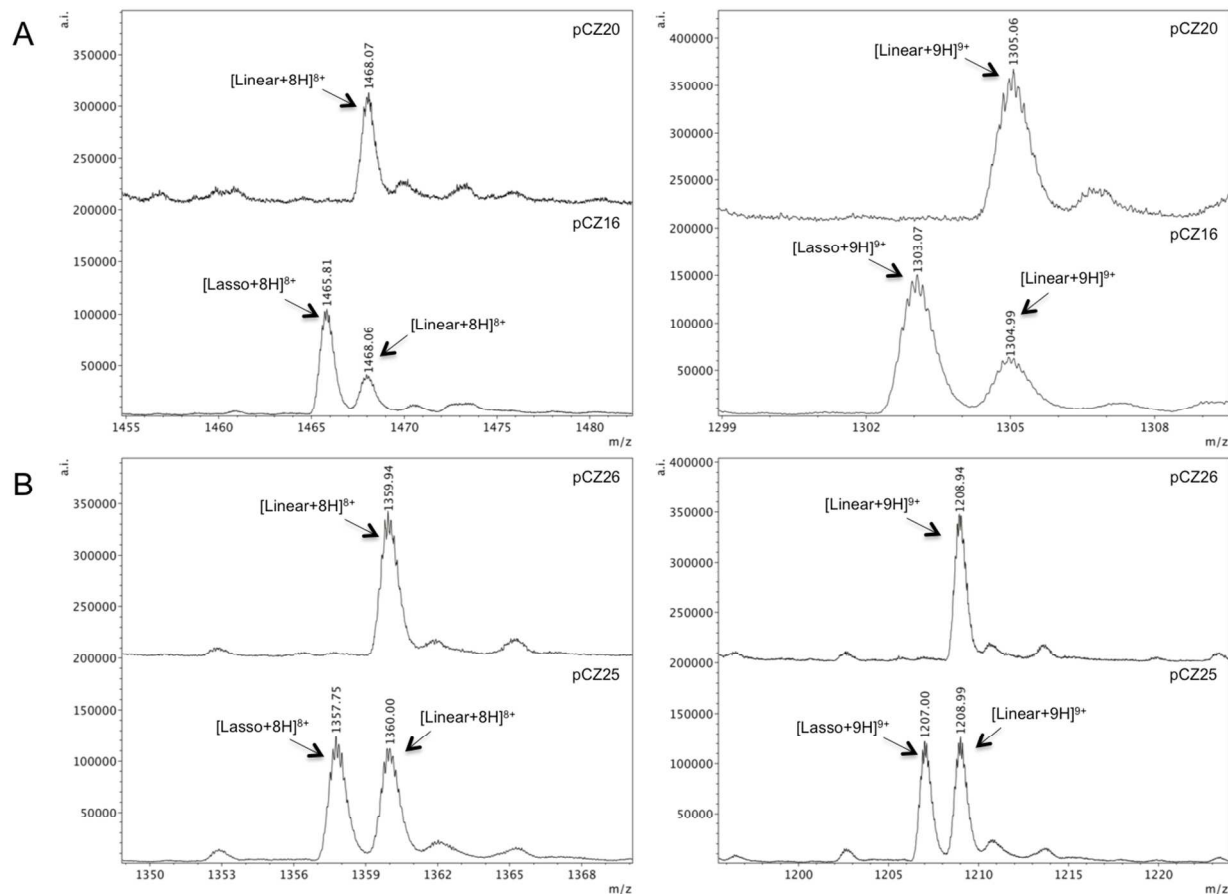 A
a.i.
pCZ20
350000
300000
250000
200000
150000
100000
50000
[Linear+8H]8+
1468.07
pCZ16
[Lasso+8H]8+
1465.81
[Linear+8H]8+
1468.06
1455
1460
1465
1470
1475
1480
m/z
a.i.
pCZ20
400000
350000
300000
250000
200000
150000
100000
50000
[Linear+9H]9+
1305.06
pCZ16
[Lasso+9H]9+
1303.07
[Linear+9H]9+
1304.99
1299
1302
1305
1308
m/z
B
a.i.
pCZ26
350000
300000
250000
200000
150000
100000
50000
[Linear+8H]8+
1359.94
pCZ25
[Lasso+8H]8+
1357.75
[Linear+8H]8+
1360.00
1350
1353
1356
1359
1362
1365
1368
m/z
a.i.
pCZ26
400000
350000
300000
250000
200000
150000
100000
50000
[Linear+9H]9+
1208.94
pCZ25
[Lasso+9H]9+
1207.00
[Linear+9H]9+
1208.99
1200
1205
1210
1215
1220
m/z